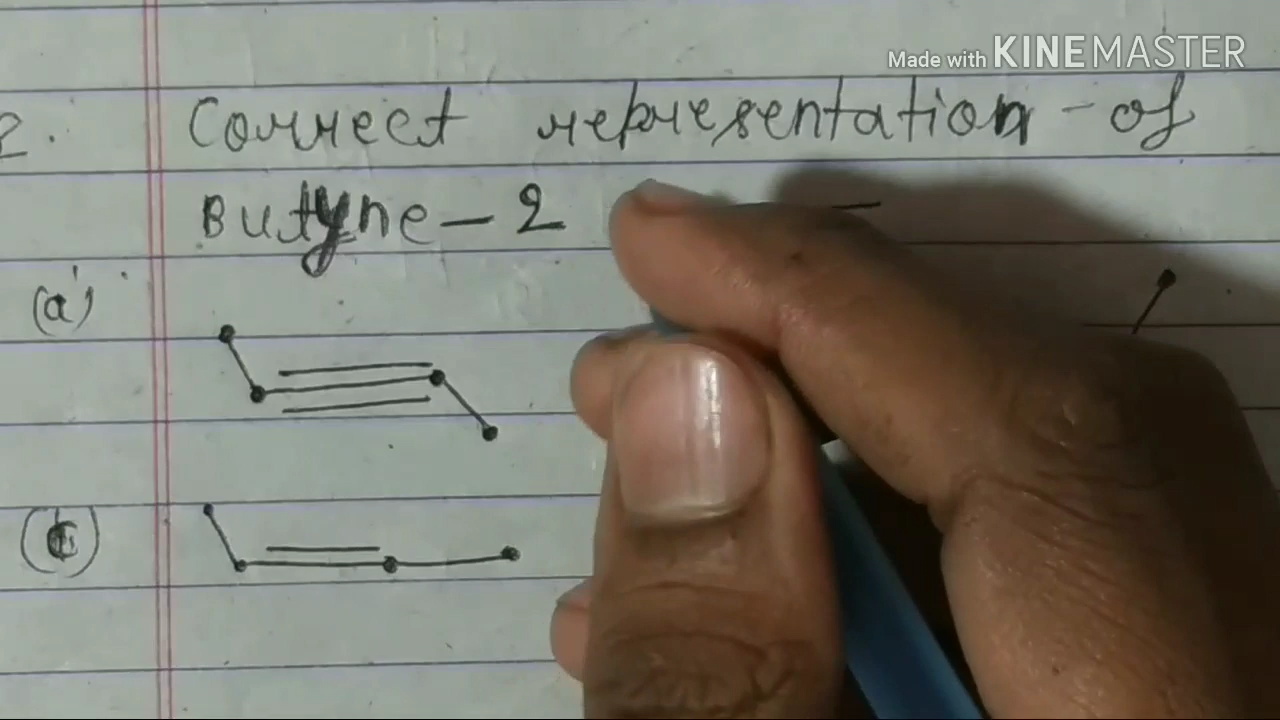 Made with KINEMASTER
2. Correct representation - of
Butyne - 2
(a)
(c)